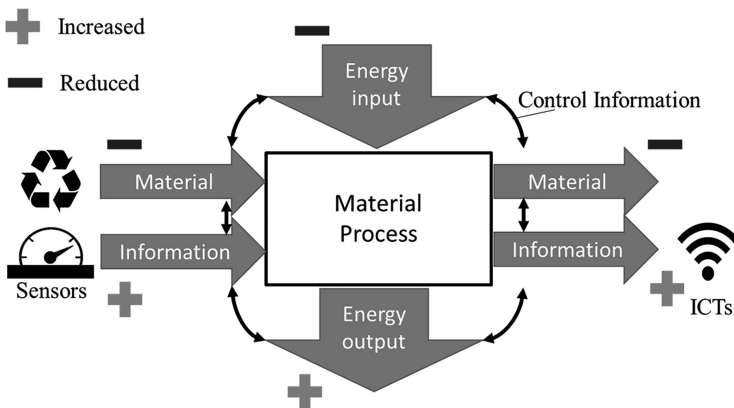 Increased
Reduced
Energy
input
Control Information
Material
Material
Material
Process
Information
Information
Sensors
ICTs
Energy
output